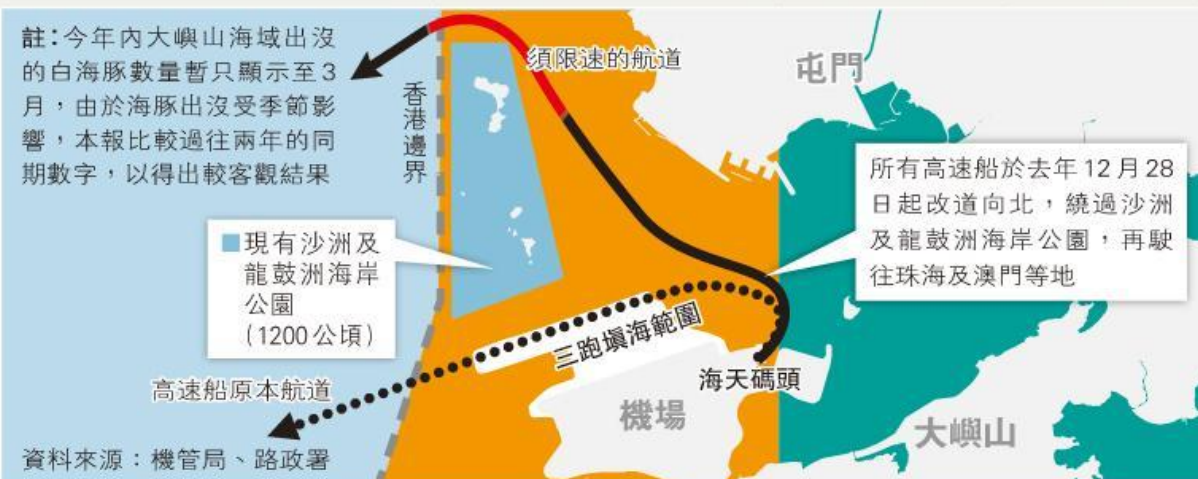 註：今年內大嶼山海域出沒
的白海豚數量暫只顯示至3
月，由於海豚出沒受季節影
響，本報比較過往兩年的同
期數字，以得出較客觀結果
香港邊界
須限速的航道
屯門
所有高速船於去年12月28
日起改道向北，繞過沙洲
及龍鼓洲海岸公園，再駛
往珠海及澳門等地
現有沙洲及
龍鼓洲海岸
公園
(1200公頃)
三跑填海範圍
海天碼頭
高速船原本航道
機場
大嶼山
資料來源：機管局、路政署